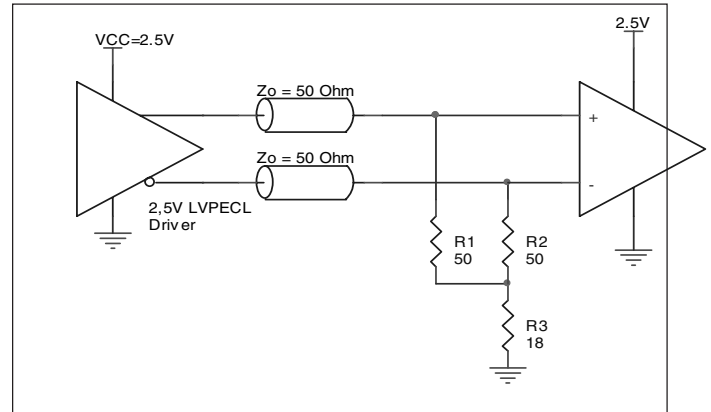 VCC=2.5V
2.5V
Zo = 50 Ohm
+
Zo = 50 Ohm
-
2,5V LVPECL
Driver
R1
50
R2
50
R3
18